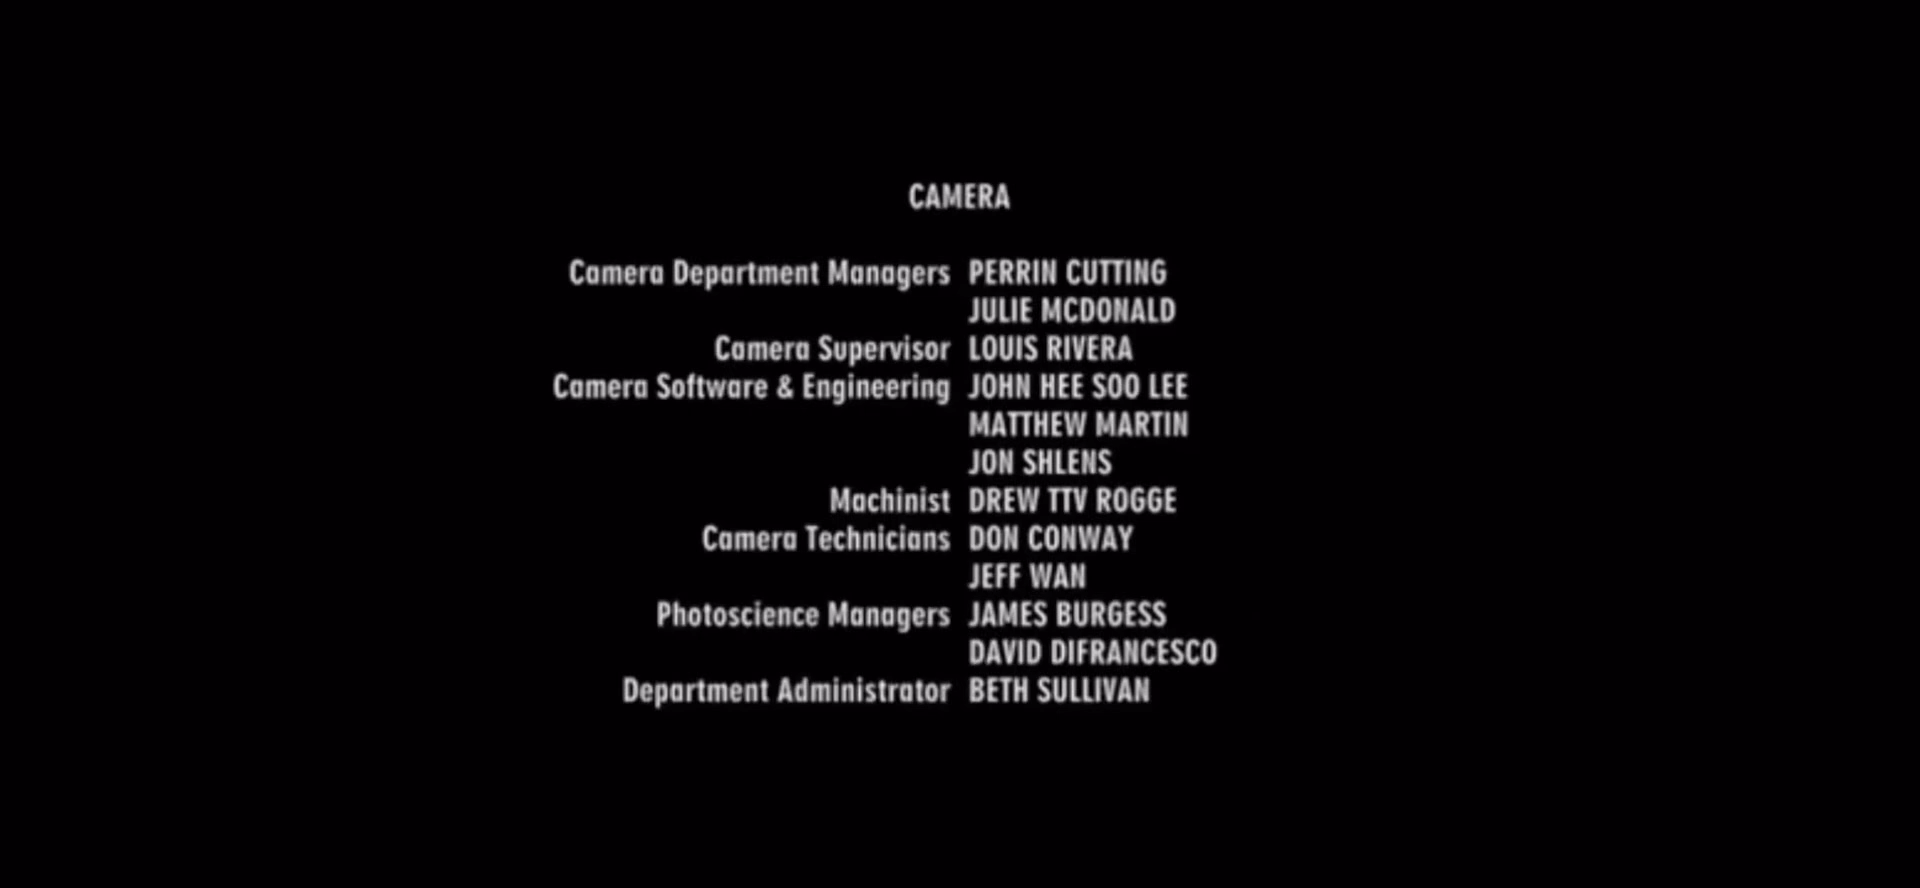 CAMERA
Camera Department Managers PERRIN CUTTING
JULIE MCDONALD
Camera Supervisor LOUIS RIVERA
Camera Software & Engineering JOHN HEE SOO LEE
MATTHEW MARTIN
JON SHLENS
Machinist DREW TTV ROGGE
Camera Technicians DON CONWAY
JEFF WAN
Photoscience Managers JAMES BURGESS
DAVID DIFRANCESCO
Department Administrator BETH SULLIVAN